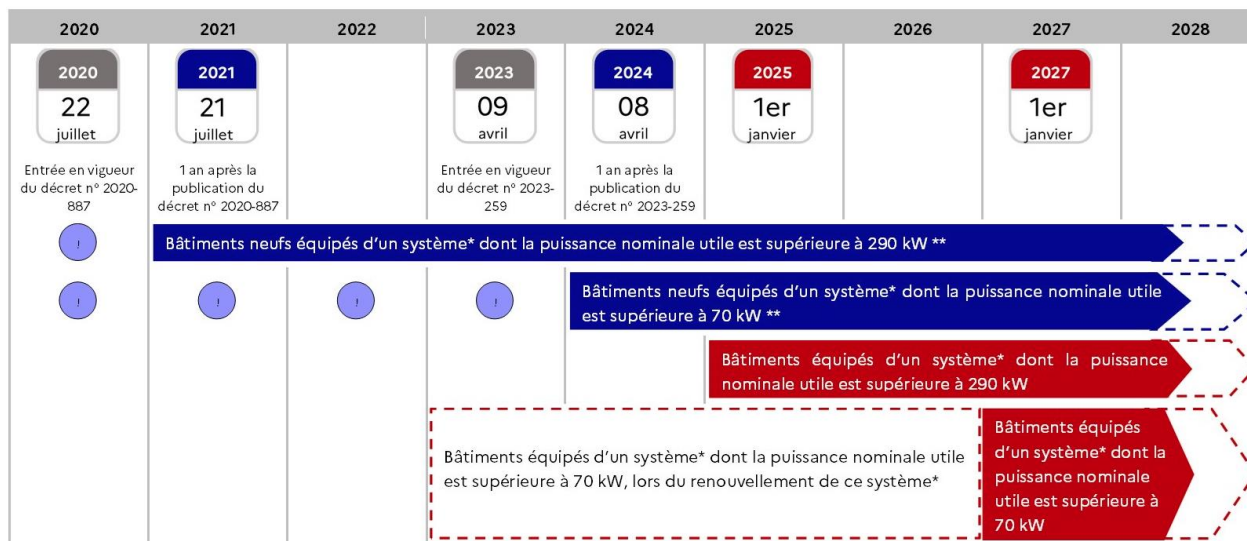 2020 2021 2022 2023 2024 2025 2026 2027 2028
2020 2021 2023 2024 2025 2027
22 21 09 08 1er 1er
juillet juillet avril avril janvier janvier
Entrée en vigueur
du décret n° 2020-
887
1 an après la
publication du
décret n° 2020-887
Entrée en vigueur
du décret n° 2023-
259
1 an après la
publication du
décret n° 2023-259
!
Bâtiments neufs équipés d'un système* dont la puissance nominale utile est supérieure à 290 kW **
! ! ! !
Bâtiments neufs équipés d'un système* dont la puissance nominale utile
est supérieure à 70 kW **
Bâtiments équipés d'un système* dont la puissance
nominale utile est supérieure à 290 kW
Bâtiments équipés d'un système* dont la puissance nominale utile
est supérieure à 70 kW, lors du renouvellement de ce système*
Bâtiments équipés
d'un système* dont la
puissance nominale
utile est supérieure à
70 kW